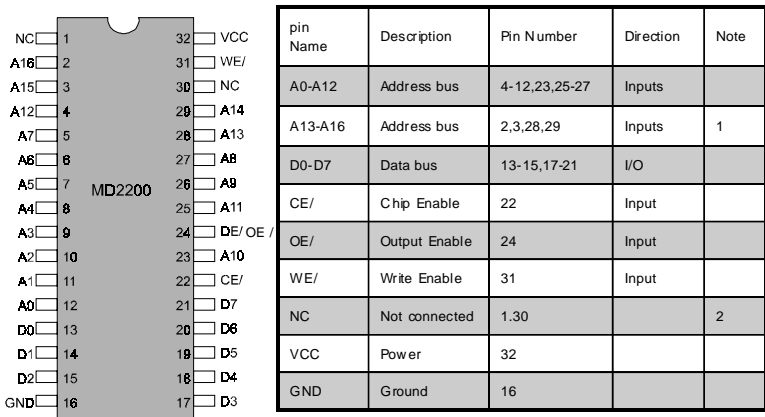 NC 1 32 VCC
A16 2 31 WE/
A15 3 30 NC
A12 4 29 A14
A7 5 28 A13
A6 6 27 A8
A5 7 26 A9
MD2200
A4 8 25 A11
A3 9 24 DE/ OE /
A2 10 23 A10
A1 11 22 CE/
A0 12 21 D7
D0 13 20 D6
D1 14 19 D5
D2 15 18 D4
GND 16 17 D3
pin Name Description Pin Number Direction Note
A0-A12 Address bus 4-12,23,25-27 Inputs
A13-A16 Address bus 2,3,28,29 Inputs 1
D0-D7 Data bus 13-15,17-21 I/O
CE/ Chip Enable 22 Input
OE/ Output Enable 24 Input
WE/ Write Enable 31 Input
NC Not connected 1.30 2
VCC Power 32
GND Ground 16